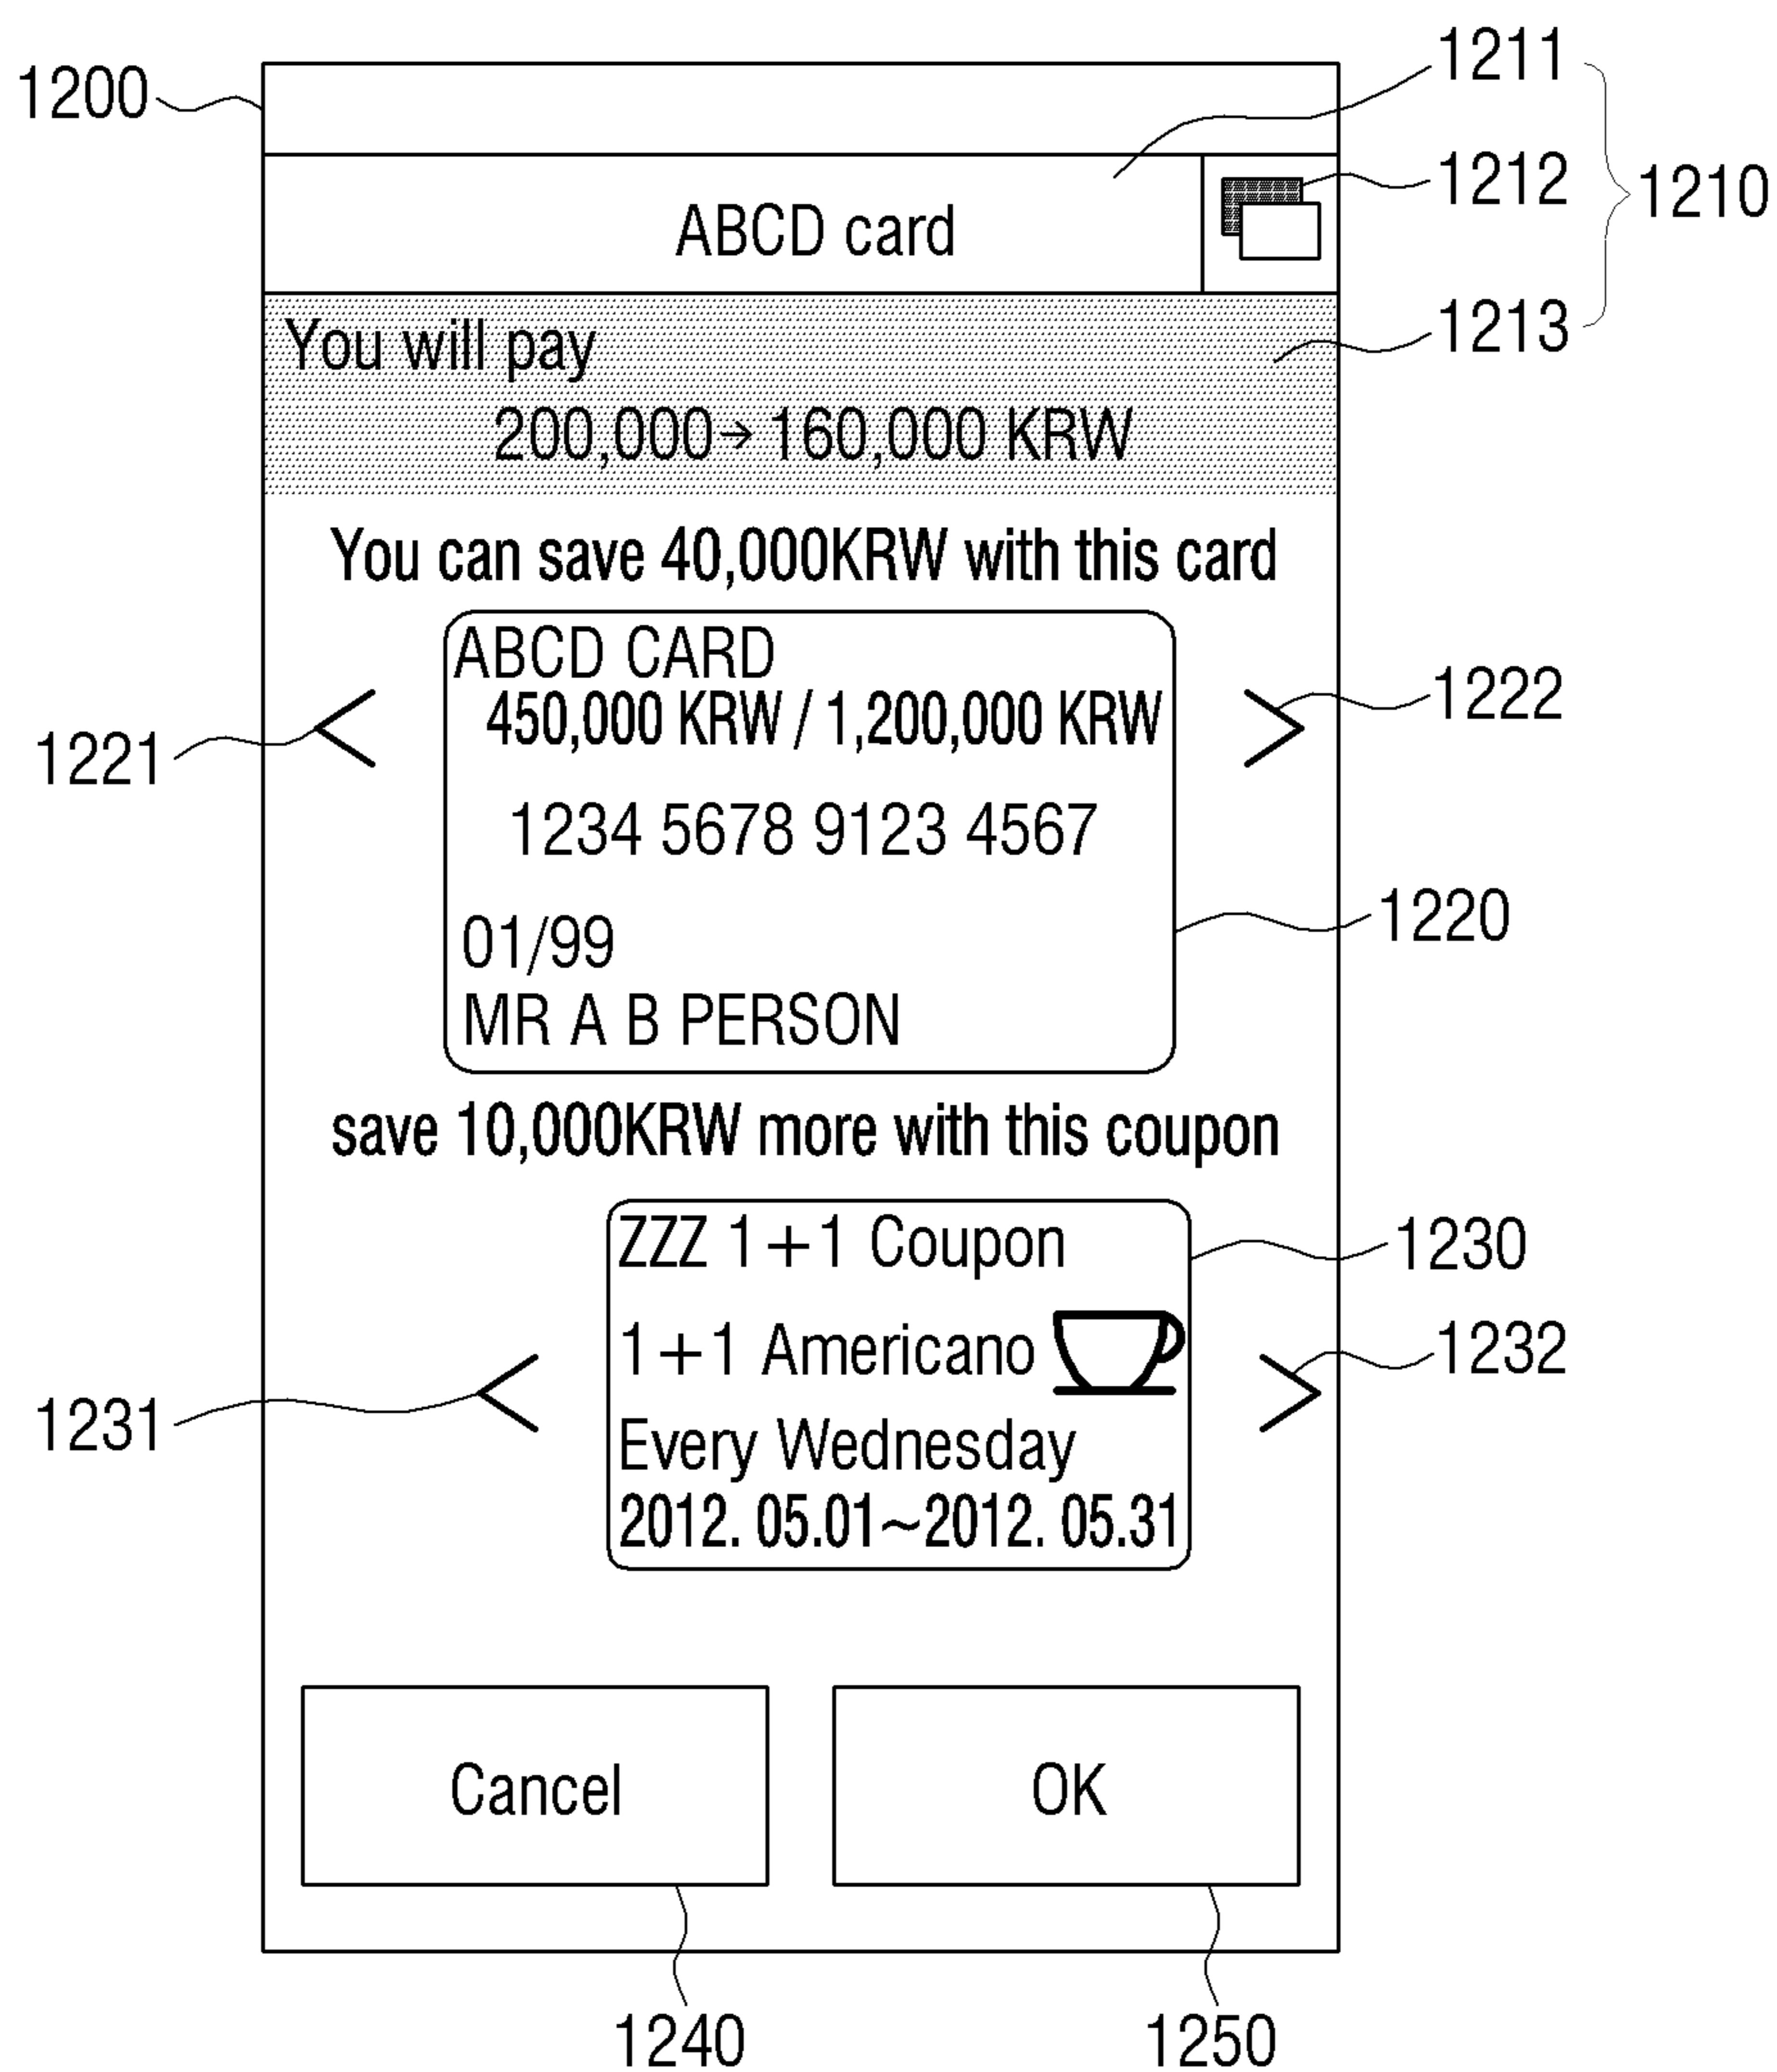 1211
1200
1212
1210
ABCD card
1213
You will pay
200,000→160,000 KRW
You can save 40,000KRW with this card
ABCD CARD
450,000 KRW / 1,200,000 KRW
1222
1221
1234 5678 9123 4567
1220
01/99
MR A B PERSON
save 10,000KRW more with this coupon
ZZZ 1+1 Coupon
1230
1+1 Americano
1232
1231
Every Wednesday
2012. 05.01~2012. 05.31
Cancel
OK
1240
1250